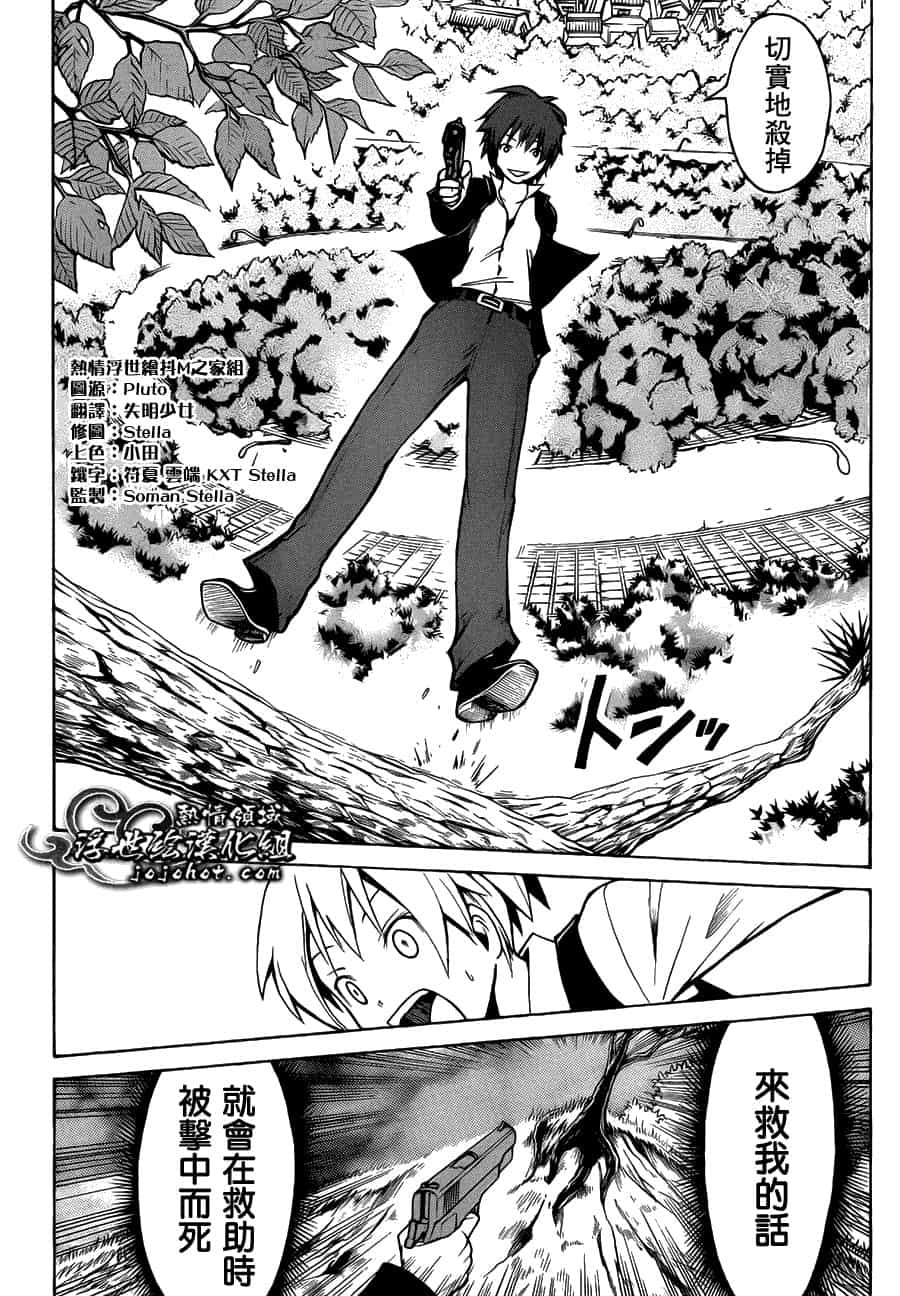 切實地殺掉
熱情浮世繪抖M之家組
圖源：Pluto
翻譯：失明少女
修圖：Stella
上色：小田
鑲字：符夏 雲端 KXT Stella
監製：Soman Stella
トンッ
熱情領域
浮世绘漢化組
jojohot.com
來救我的話
就會在救助時
被擊中而死